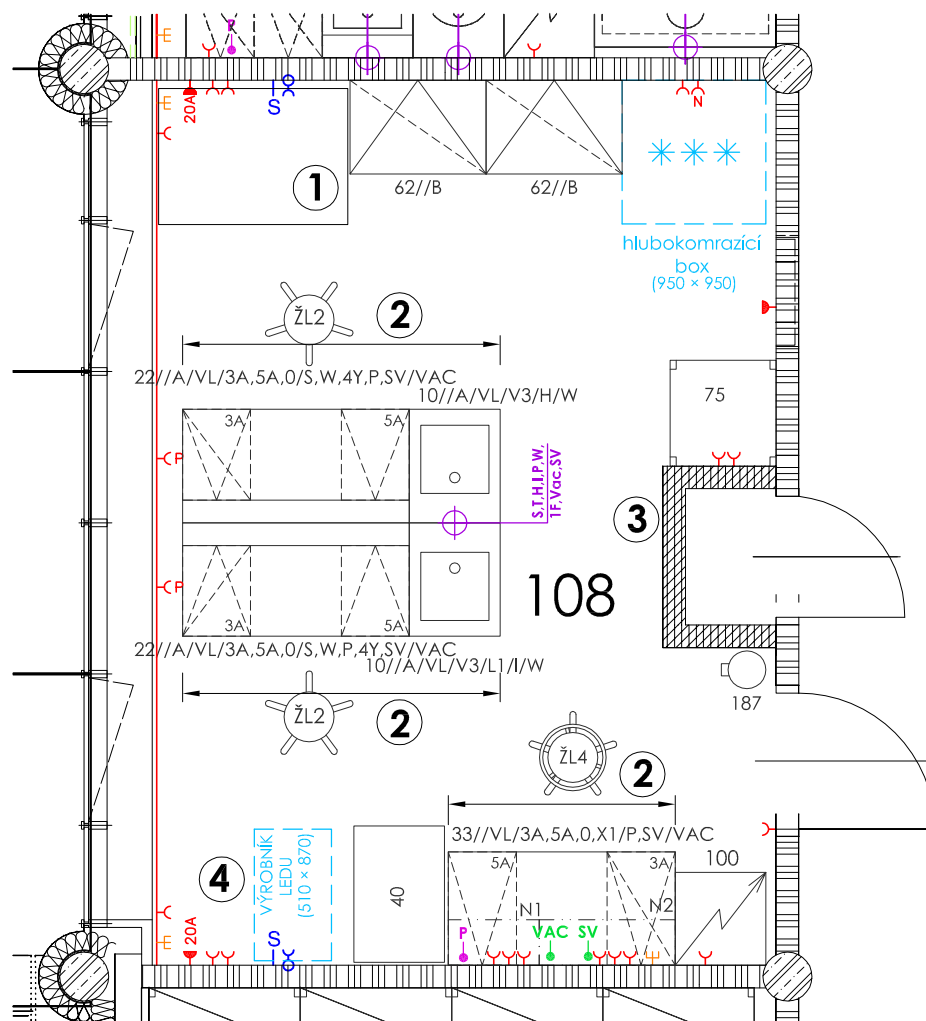 P
E
E
20A
S
N
1
62//B
62//B
hlubokomrazící
box
(950 × 950)
ŽL2
2
22//A/VL/3A,5A,0/S,W,4Y,P,SV/VAC
10//A/VL/V3/H/W
75
3A
5A
P
S,T,H,I,P,W,
1F,Vac,SV
3
108
P
3A
5A
22//A/VL/3A,5A,0/S,W,P,4Y,SV/VAC
10//A/VL/V3/L1/I/W
187
ŽL2
2
ŽL4
2
33//VL/3A,5A,0,X1/P,SV/VAC
4
VÝROBNÍK
LEDU
(510 × 870)
40
5A
3A
100
N1
N2
E
20A
S
P
VAC
SV